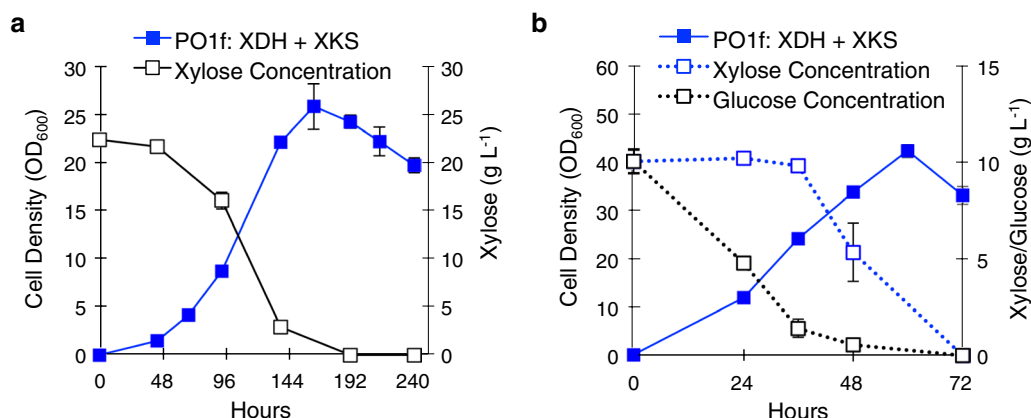 a
PO1f: XDH + XKS
Xylose Concentration
30
25
20
15
10
5
0
Cell Density (OD600)
30
25
20
15
10
5
0
Xylose (g L-1)
0 48 96 144 192 240
Hours
b
PO1f: XDH + XKS
Xylose Concentration
Glucose Concentration
60
50
40
30
20
10
0
Cell Density (OD600)
15
10
5
0
Xylose/Glucose (g L-1)
0 24 48 72
Hours